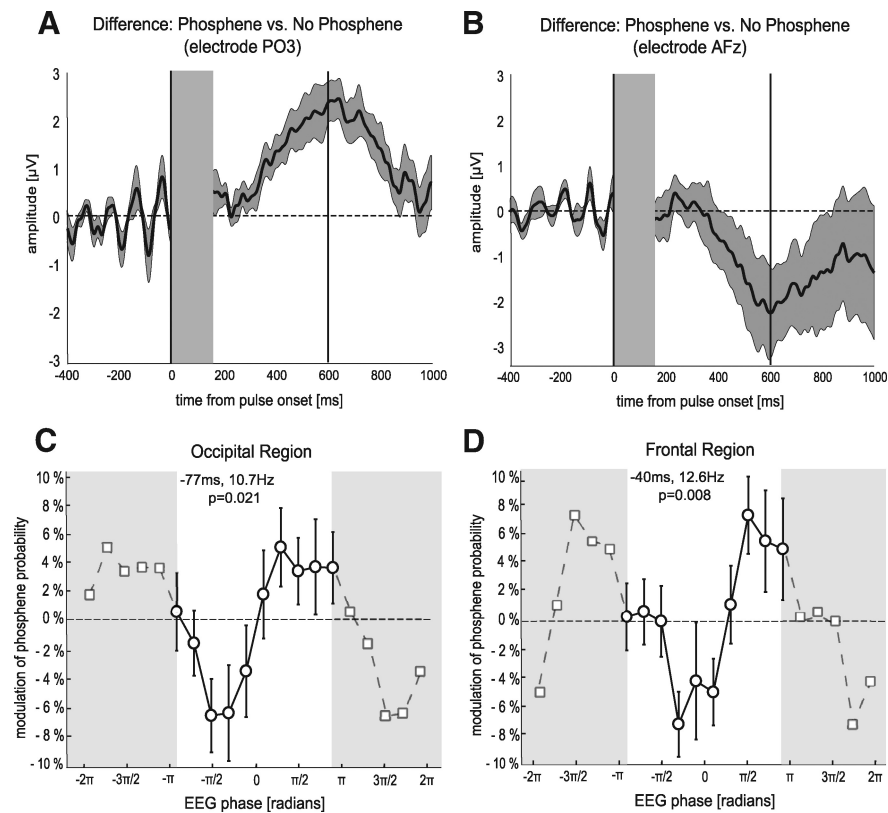 A
Difference: Phosphene vs. No Phosphene
(electrode PO3)
3
2
1
0
-1
-2
-3
amplitude [µV]
-400 -200 0 200 400 600 800 1000
time from pulse onset [ms]
B
Difference: Phosphene vs. No Phosphene
(electrode AFz)
3
2
1
0
-1
-2
-3
amplitude [µV]
-400 -200 0 200 400 600 800 1000
time from pulse onset [ms]
C
Occipital Region
-77ms, 10.7Hz
p=0.021
10 %
8 %
6 %
4 %
2 %
0 %
- 2 %
- 4 %
- 6 %
- 8 %
- 10 %
modulation of phosphene probability
-2π -3π/2 -π -π/2 0 π/2 π 3π/2 2π
EEG phase [radians]
D
Frontal Region
-40ms, 12.6Hz
p=0.008
10 %
8 %
6 %
4 %
2 %
0 %
- 2 %
- 4 %
- 6 %
- 8 %
- 10 %
modulation of phosphene probability
-2π -3π/2 -π -π/2 0 π/2 π 3π/2 2π
EEG phase [radians]